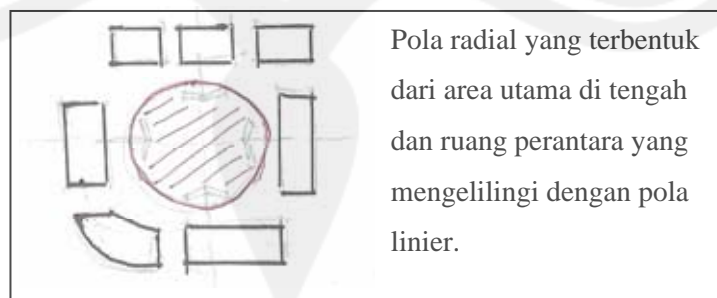 Pola radial yang terbentuk
dari area utama di tengah
dan ruang perantara yang
mengelilingi dengan pola
linier.